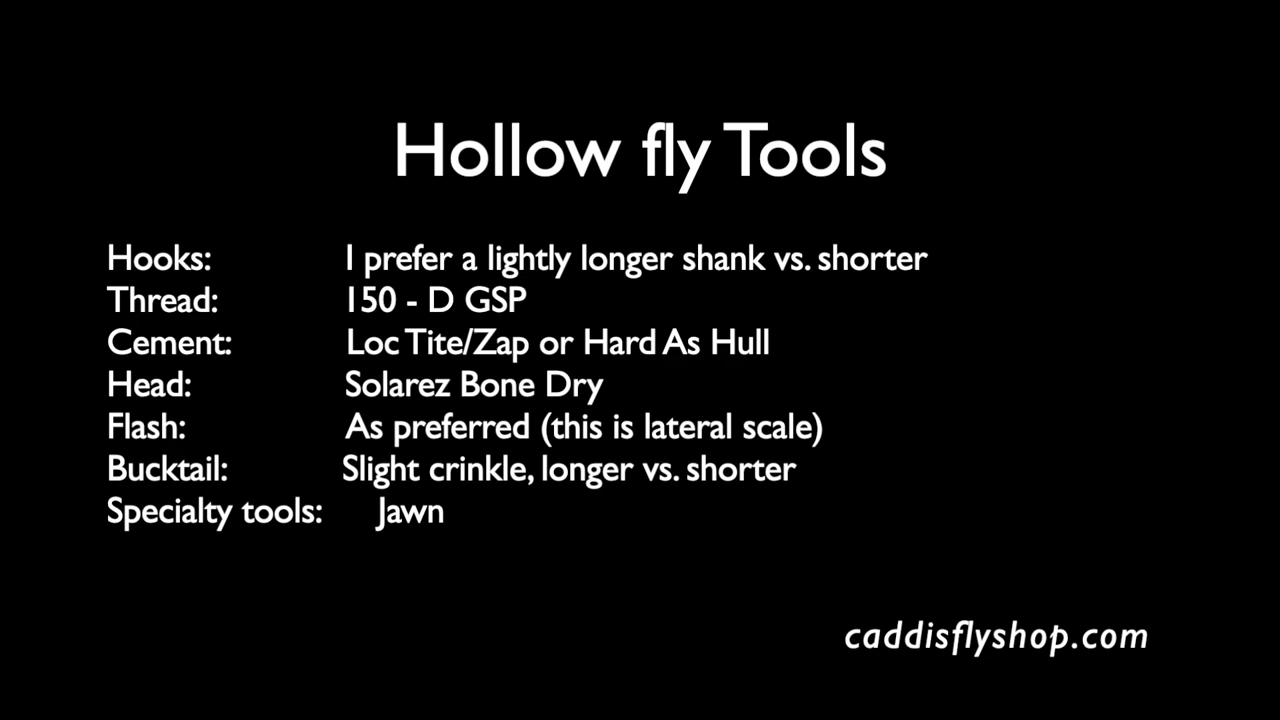 Hollow fly Tools
Hooks: I prefer a lightly longer shank vs. shorter
Thread: 150 - D GSP
Cement: Loc Tite/Zap or Hard As Hull
Head: Solarez Bone Dry
Flash: As preferred (this is lateral scale)
Bucktail: Slight crinkle, longer vs. shorter
Specialty tools: Jawn
caddisflyshop.com